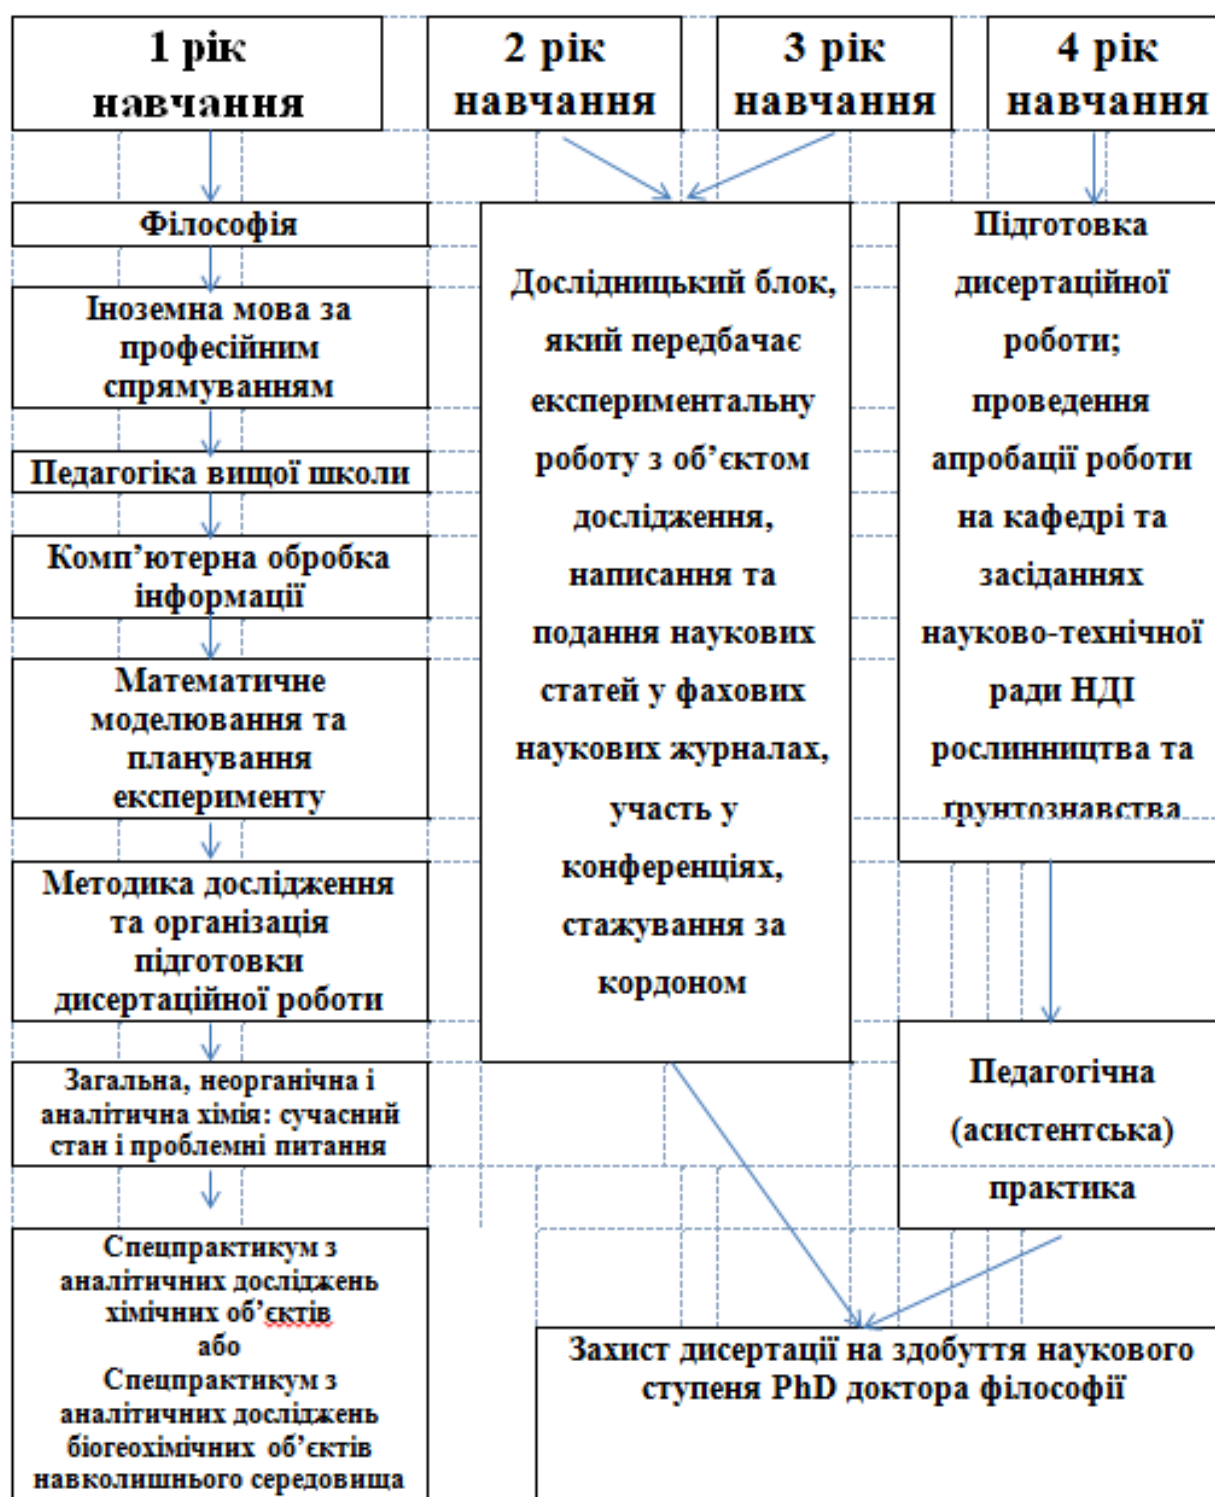 1 рік
навчання
2 рік
навчання
3 рік
навчання
4 рік
навчання
Філософія
Іноземна мова за
професійним
спрямуванням
Педагогіка вищої школи
Комп’ютерна обробка
інформації
Математичне
моделювання та
планування
експерименту
Методика дослідження
та організація
підготовки
дисертаційної роботи
Загальна, неорганічна і
аналітична хімія: сучасний
стан і проблемні питання
Спецпрактикум з
аналітичних досліджень
хімічних об’єктів
або
Спецпрактикум з
аналітичних досліджень
біогеохімічних об’єктів
навколишнього середовища
Дослідницький блок,
який передбачає
експериментальну
роботу з об’єктом
дослідження,
написання та
подання наукових
статей у фахових
наукових журналах,
участь у
конференціях,
стажування за
кордоном
Підготовка
дисертаційної
роботи;
проведення
апробації роботи
на кафедрі та
засіданнях
науково-технічної
ради НДІ
рослинництва та
ґрунтознавства
Педагогічна
(асистентська)
практика
Захист дисертації на здобуття наукового
ступеня PhD доктора філософії